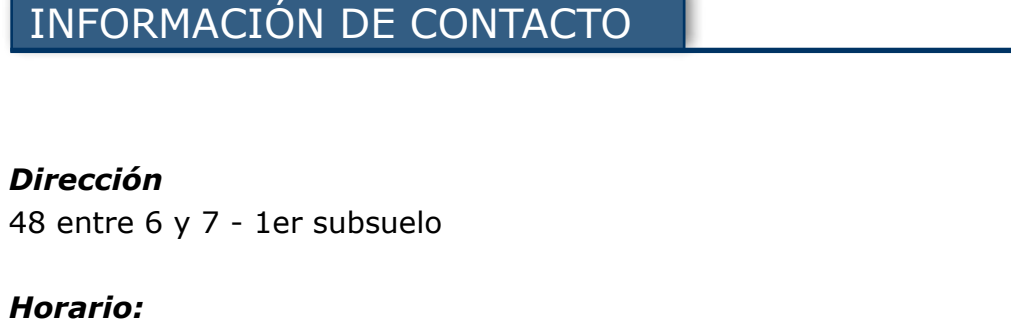 INFORMACIÓN DE CONTACTO
Dirección
48 entre 6 y 7 - 1er subsuelo
Horario: